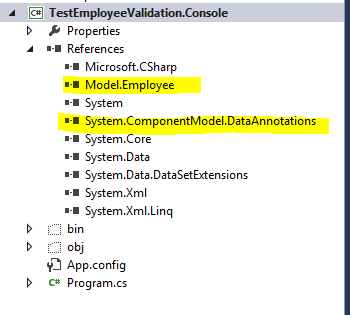 C# TestEmployeeValidation.Console
Properties
References
Microsoft.CSharp
Model.Employee
System
System.ComponentModel.DataAnnotations
System.Core
System.Data
System.Data.DataSetExtensions
System.Xml
System.Xml.Linq
bin
obj
App.config
C# Program.cs